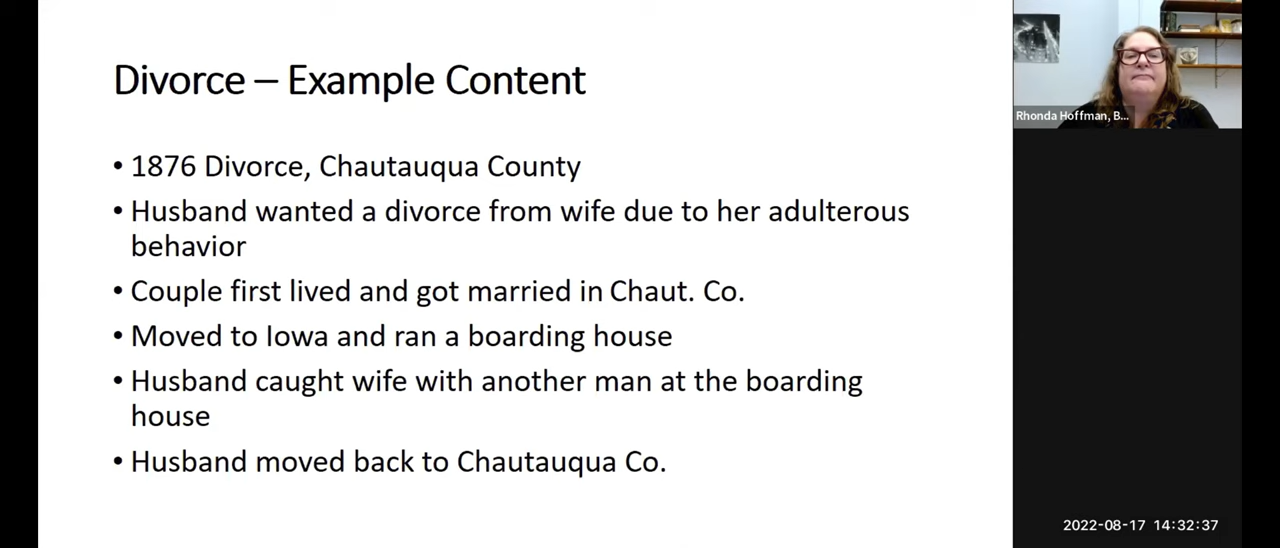 Divorce – Example Content
• 1876 Divorce, Chautauqua County
• Husband wanted a divorce from wife due to her adulterous
behavior
• Couple first lived and got married in Chaut. Co.
• Moved to Iowa and ran a boarding house
• Husband caught wife with another man at the boarding
house
• Husband moved back to Chautauqua Co.
Rhonda Hoffman, B...
2022-08-17 14:32:37